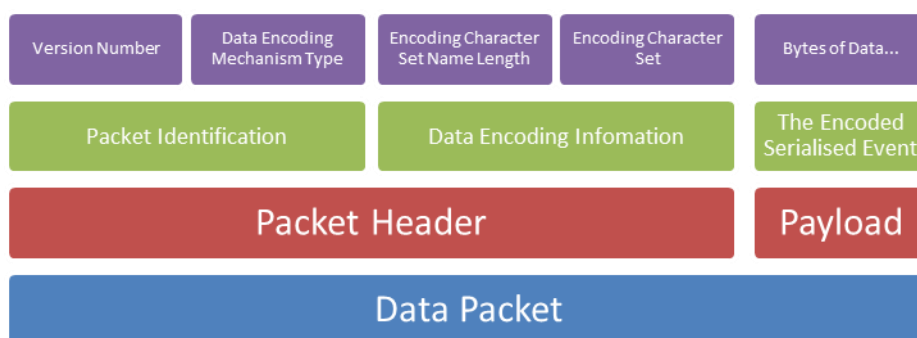 Version Number
Data Encoding
Mechanism Type
Encoding Character
Set Name Length
Encoding Character
Set
Bytes of Data...
Packet Identification
Data Encoding Infomation
The Encoded
Serialised Event
Packet Header
Payload
Data Packet